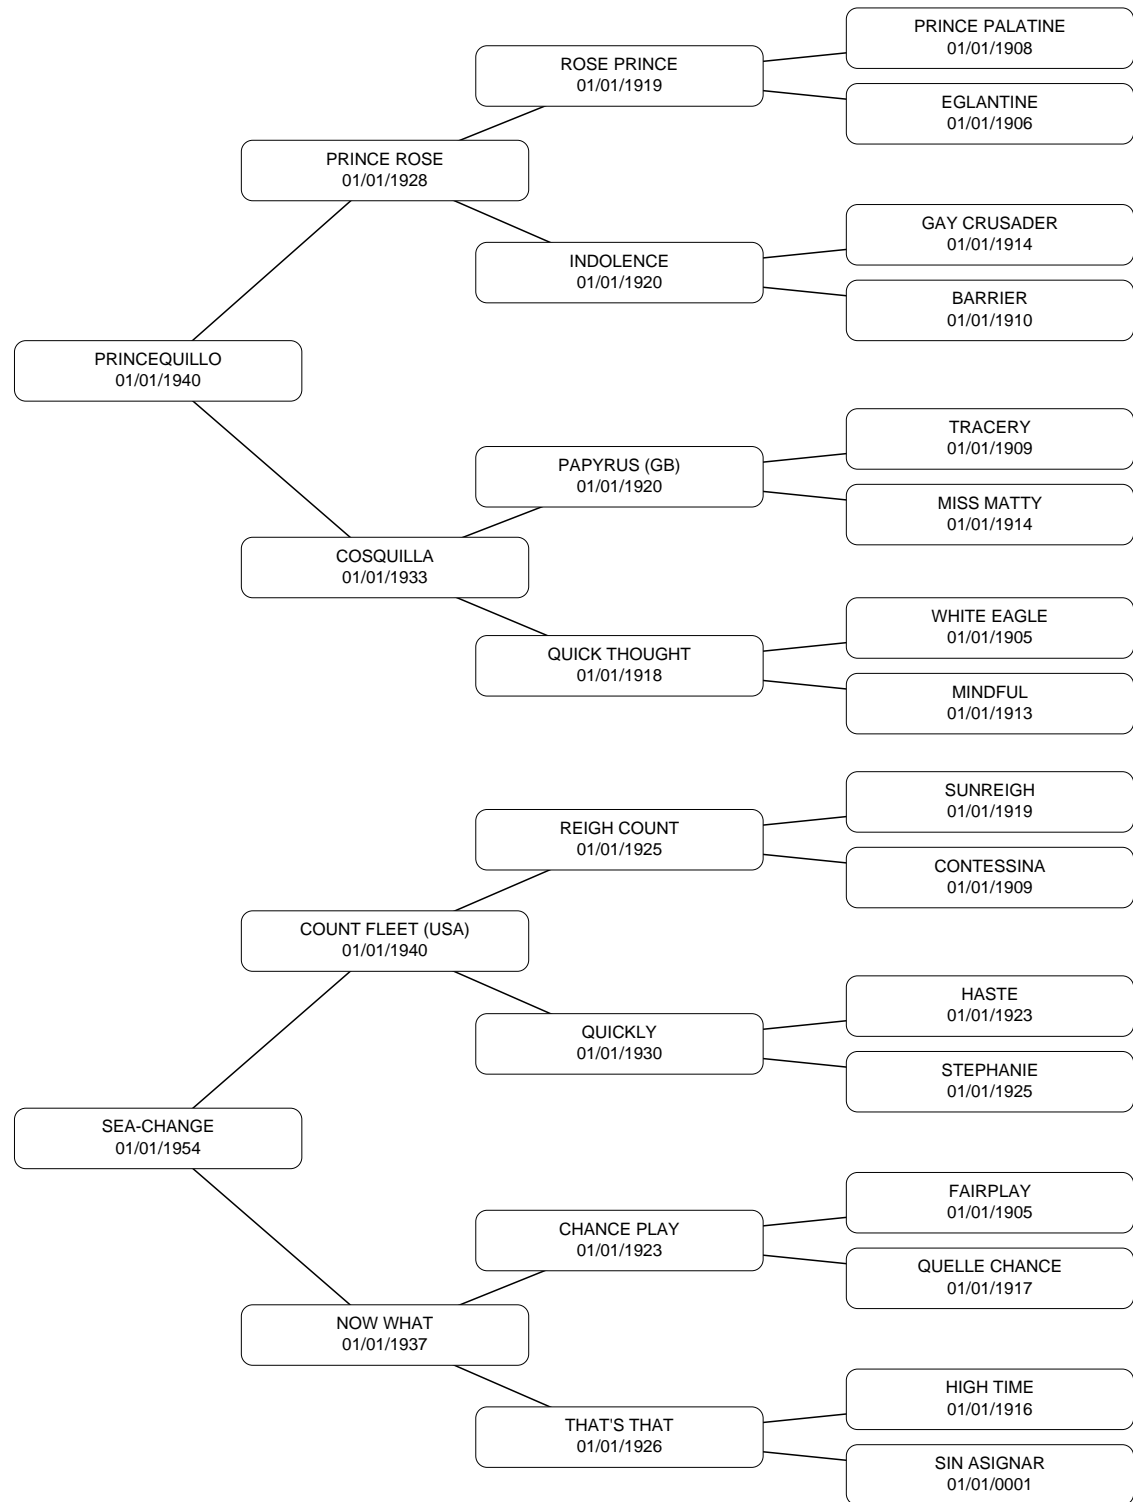 PRINCE PALATINE
01/01/1908
ROSE PRINCE
01/01/1919
EGLANTINE
01/01/1906
PRINCE ROSE
01/01/1928
GAY CRUSADER
01/01/1914
INDOLENCE
01/01/1920
BARRIER
01/01/1910
PRINCEQUILLO
01/01/1940
TRACERY
01/01/1909
PAPYRUS (GB)
01/01/1920
MISS MATTY
01/01/1914
COSQUILLA
01/01/1933
WHITE EAGLE
01/01/1905
QUICK THOUGHT
01/01/1918
MINDFUL
01/01/1913
SUNREIGH
01/01/1919
REIGH COUNT
01/01/1925
CONTESSINA
01/01/1909
COUNT FLEET (USA)
01/01/1940
HASTE
01/01/1923
QUICKLY
01/01/1930
STEPHANIE
01/01/1925
SEA-CHANGE
01/01/1954
FAIRPLAY
01/01/1905
CHANCE PLAY
01/01/1923
QUELLE CHANCE
01/01/1917
NOW WHAT
01/01/1937
HIGH TIME
01/01/1916
THAT'S THAT
01/01/1926
SIN ASIGNAR
01/01/0001